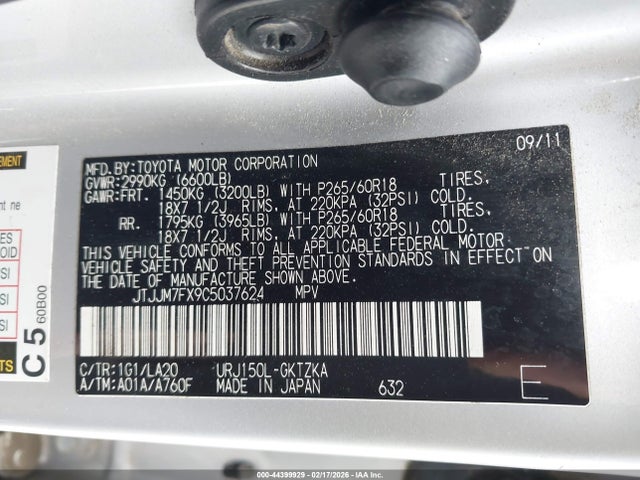 09/11
MFD.BY:TOYOTA MOTOR CORPORATION
GVWR:2990KG (6600LB)
GAWR:FRT. 1450KG (3200LB) WITH P265/60R18 TIRES,
18X7 1/2J RIMS, AT 220KPA (32PSI) COLD.
RR. 1795KG (3965LB) WITH P265/60R18 TIRES,
18X7 1/2J RIMS, AT 220KPA (32PSI) COLD.
THIS VEHICLE CONFORMS TO ALL APPLICABLE FEDERAL MOTOR
VEHICLE SAFETY AND THEFT PREVENTION STANDARDS IN EFFECT ON
THE DATE OF MANUFACTURE SHOWN ABOVE.
JTJJM7FX9C5037624 MPV
C/TR:1G1/LA20 URJ150L-GKTZKA
A/TM:A01A/A760F MADE IN JAPAN 632 E
C5
60B00
000-44399929 - 02/17/2026 - IAA Holdings, LLC